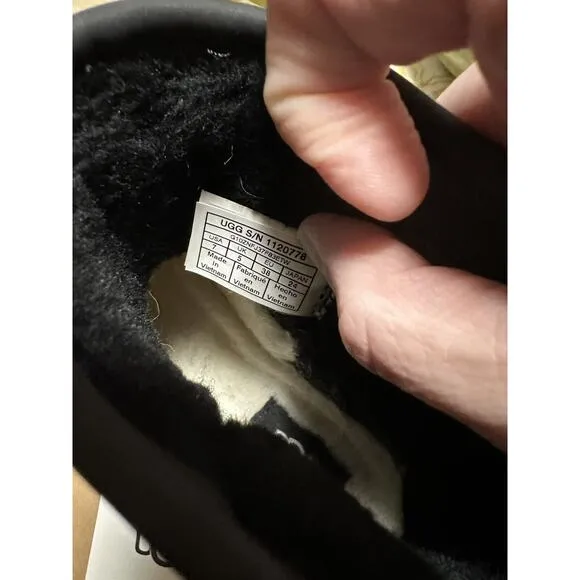 UGG S/N 1120778
USA UK EU JAPAN
7 5 38 24
Made in Vietnam Fabriqué en Vietnam Hecho en Vietnam